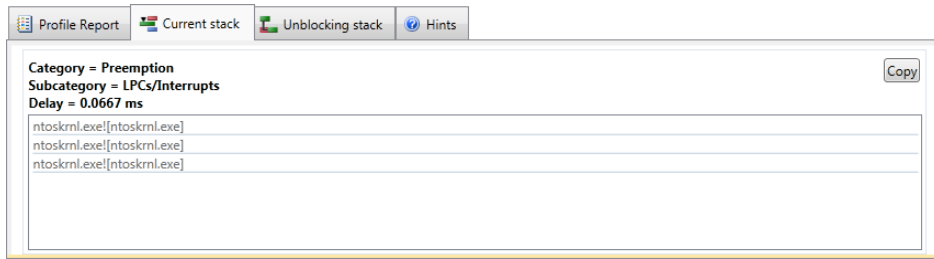 Profile Report Current stack Unblocking stack Hints
Category = Preemption
Copy
Subcategory = LPCs/Interrupts
Delay = 0.0667 ms
ntoskrnl.exe![ntoskrnl.exe]
ntoskrnl.exe![ntoskrnl.exe]
ntoskrnl.exe![ntoskrnl.exe]